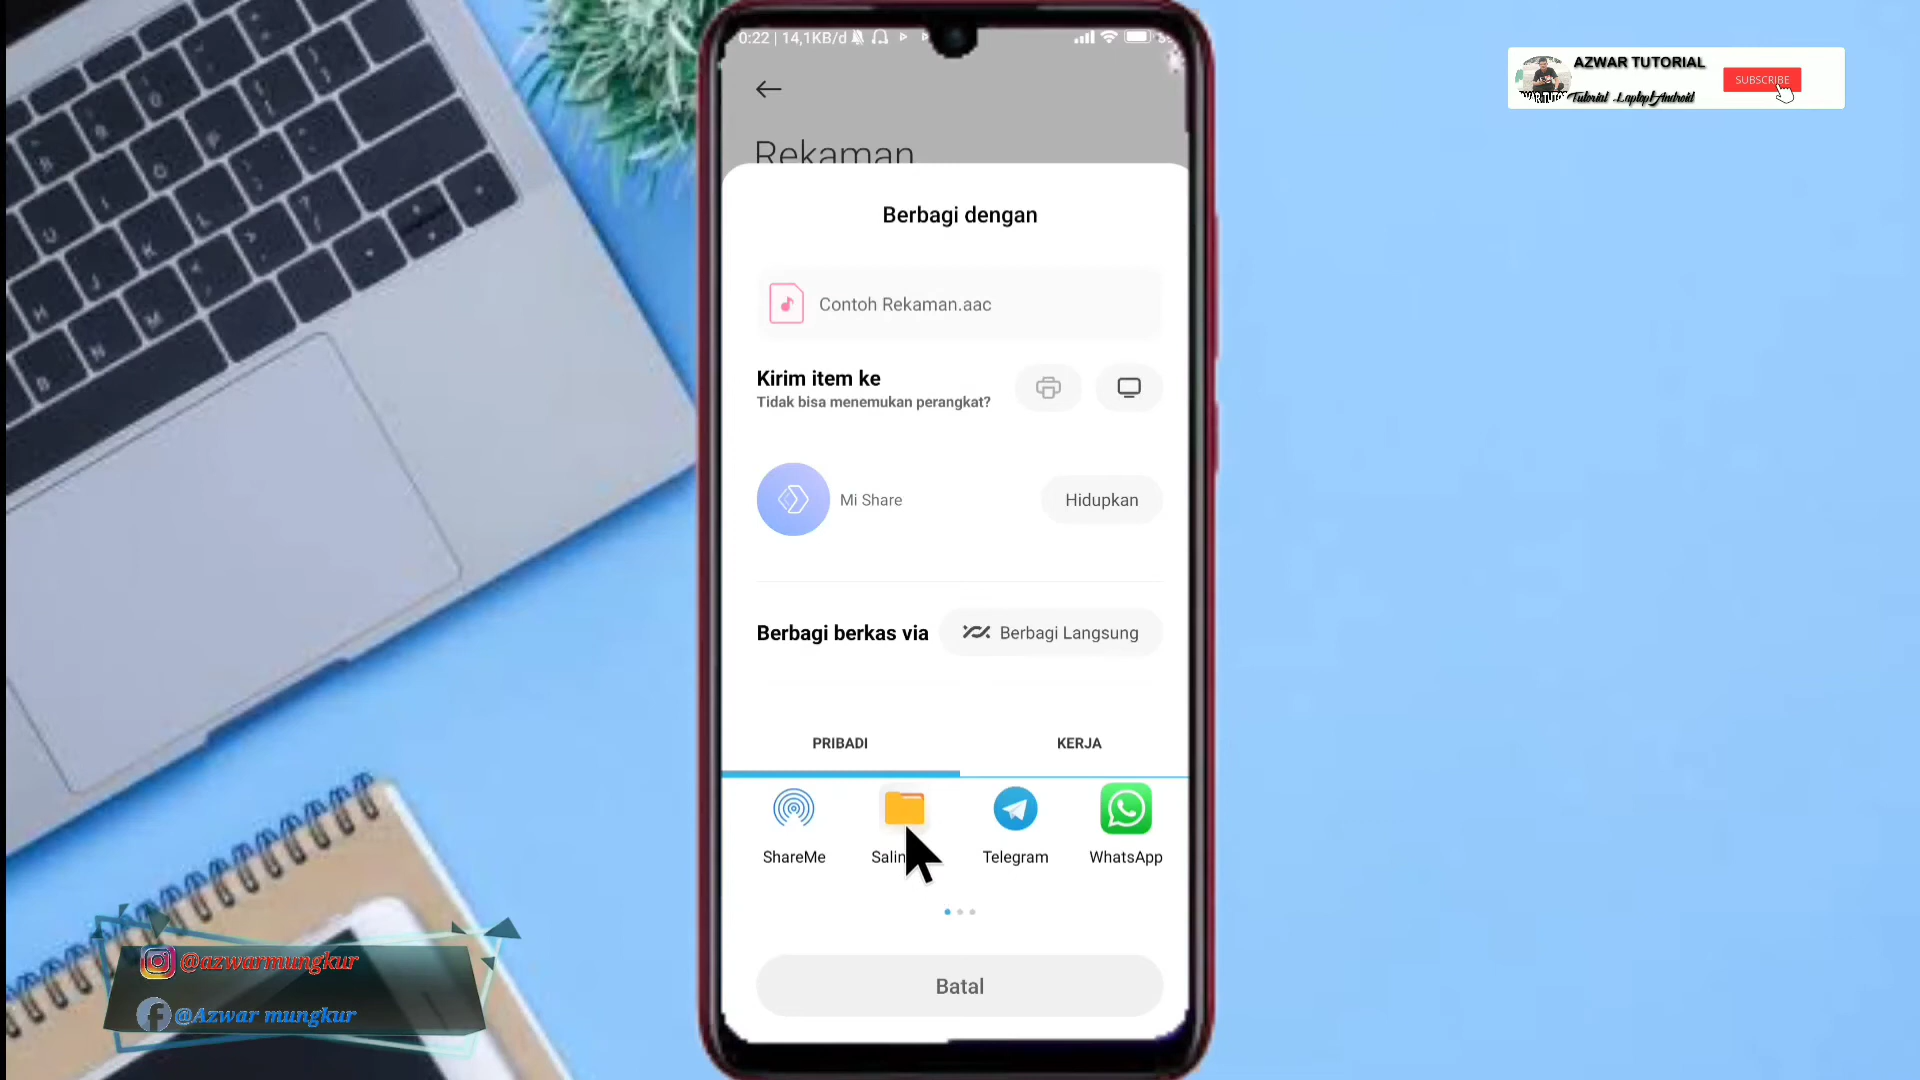 0:22 | 14,1KB/d
AZWAR TUTORIAL
SUBSCRIBE
Tutorial Laptop/Android
Rekaman
Berbagi dengan
Contoh Rekaman.aac
Kirim item ke
Tidak bisa menemukan perangkat?
Mi Share
Hidupkan
Berbagi berkas via
Berbagi Langsung
PRIBADI
KERJA
ShareMe
Telegram
WhatsApp
@azwarmungkur
@Azwar mungkur
Batal